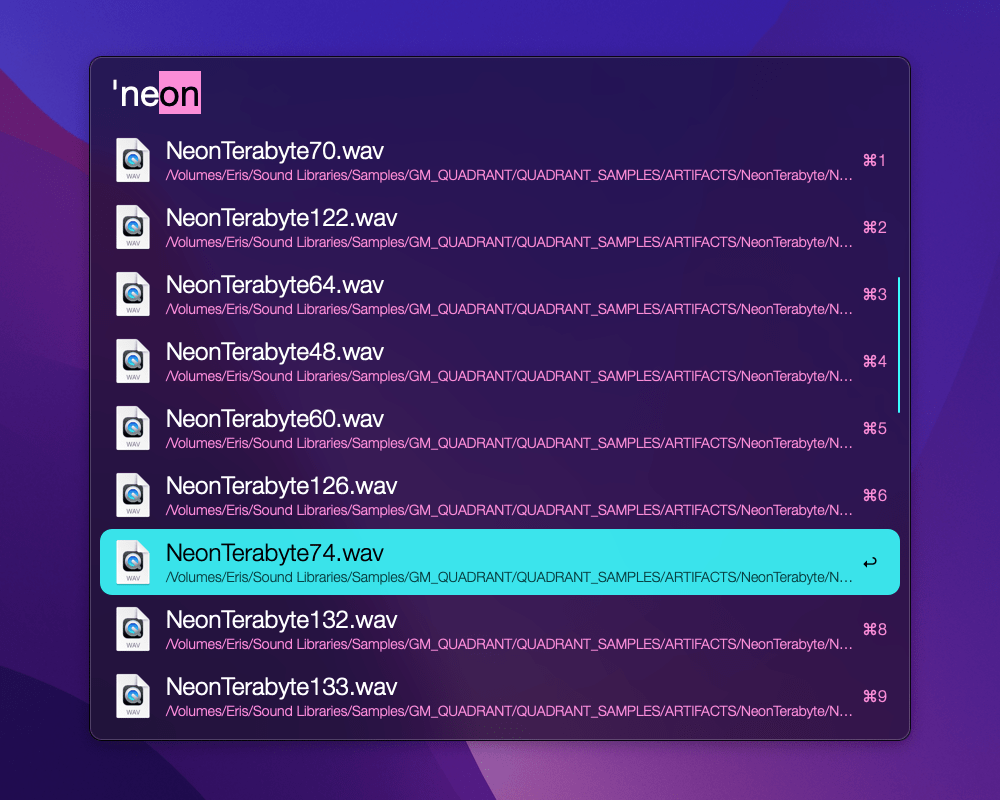 'neon
NeonTerabyte70.wav
/Volumes/Eris/Sound Libraries/Samples/GM_QUADRANT/QUADRANT_SAMPLES/ARTIFACTS/NeonTerabyte/N…
⌘1
WAV
NeonTerabyte122.wav
/Volumes/Eris/Sound Libraries/Samples/GM_QUADRANT/QUADRANT_SAMPLES/ARTIFACTS/NeonTerabyte/N…
⌘2
WAV
NeonTerabyte64.wav
/Volumes/Eris/Sound Libraries/Samples/GM_QUADRANT/QUADRANT_SAMPLES/ARTIFACTS/NeonTerabyte/N…
⌘3
WAV
NeonTerabyte48.wav
/Volumes/Eris/Sound Libraries/Samples/GM_QUADRANT/QUADRANT_SAMPLES/ARTIFACTS/NeonTerabyte/N…
⌘4
WAV
NeonTerabyte60.wav
/Volumes/Eris/Sound Libraries/Samples/GM_QUADRANT/QUADRANT_SAMPLES/ARTIFACTS/NeonTerabyte/N…
⌘5
WAV
NeonTerabyte126.wav
/Volumes/Eris/Sound Libraries/Samples/GM_QUADRANT/QUADRANT_SAMPLES/ARTIFACTS/NeonTerabyte/N…
⌘6
WAV
NeonTerabyte74.wav
/Volumes/Eris/Sound Libraries/Samples/GM_QUADRANT/QUADRANT_SAMPLES/ARTIFACTS/NeonTerabyte/N…
↩
WAV
NeonTerabyte132.wav
/Volumes/Eris/Sound Libraries/Samples/GM_QUADRANT/QUADRANT_SAMPLES/ARTIFACTS/NeonTerabyte/N…
⌘8
WAV
NeonTerabyte133.wav
/Volumes/Eris/Sound Libraries/Samples/GM_QUADRANT/QUADRANT_SAMPLES/ARTIFACTS/NeonTerabyte/N…
⌘9
WAV